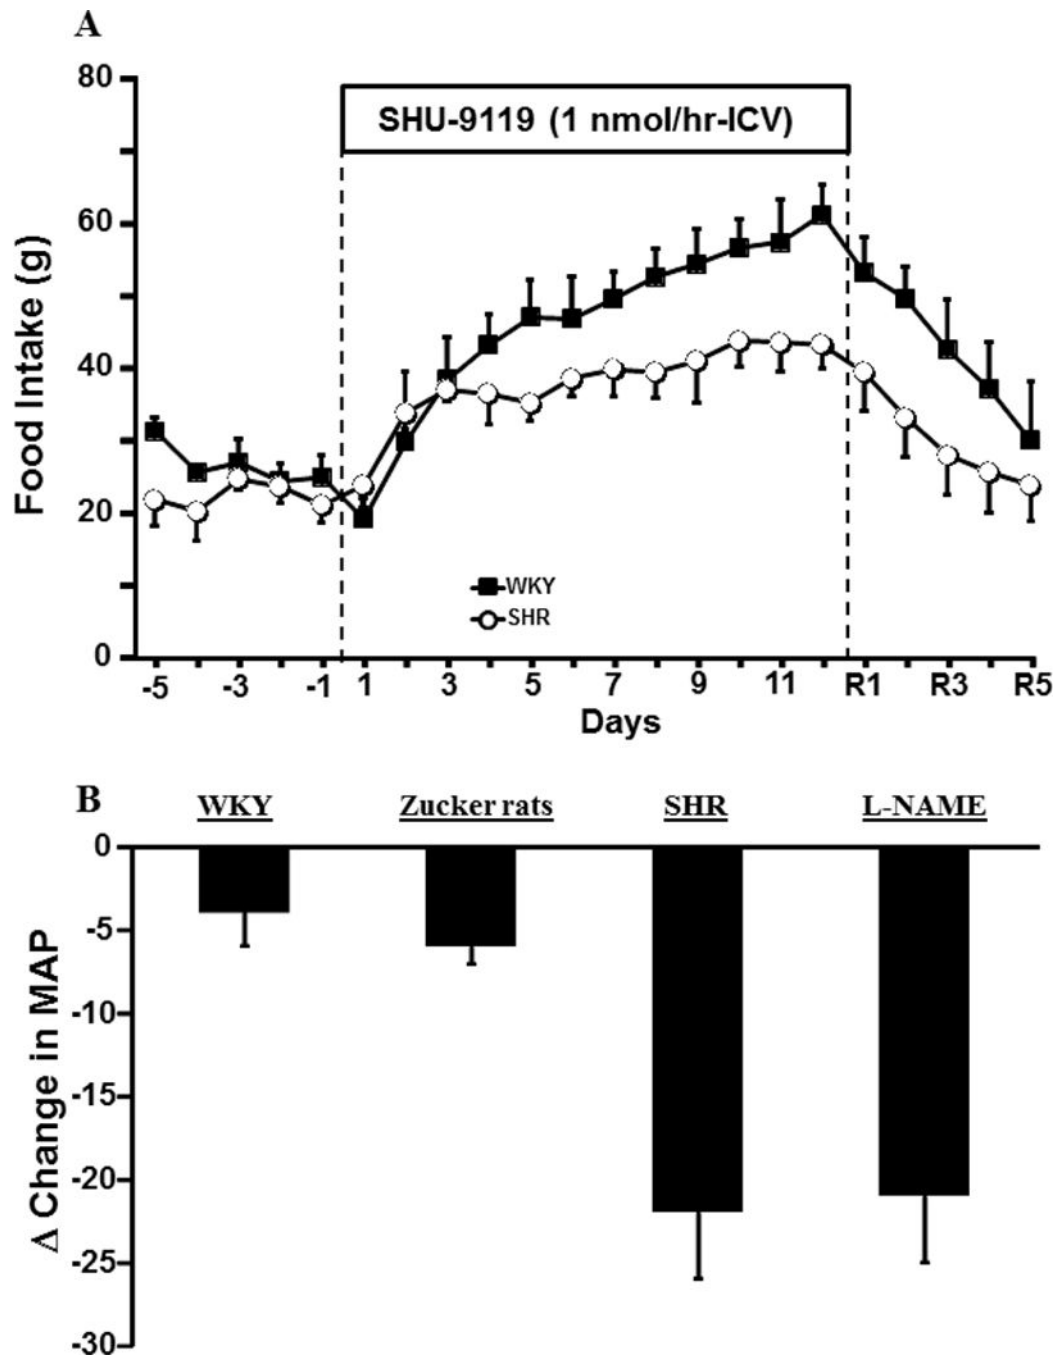 A
80
60
40
20
0
Food Intake (g)
SHU-9119 (1 nmol/hr-ICV)
WKY
SHR
-5 -3 -1 1 3 5 7 9 11 R1 R3 R5
Days
B
WKY Zucker rats SHR L-NAME
0
-5
-10
-15
-20
-25
-30
Δ Change in MAP